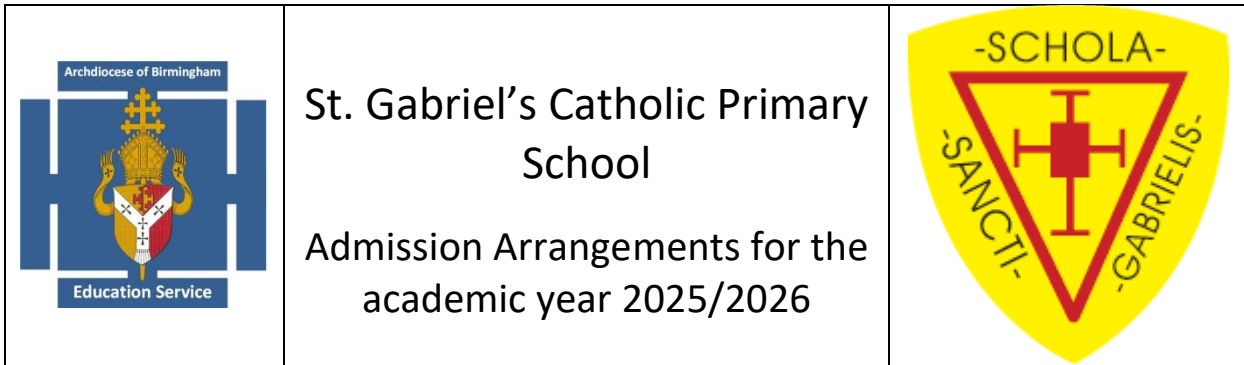 Archdiocese of Birmingham
Education Service
St. Gabriel’s Catholic Primary
School
Admission Arrangements for the
academic year 2025/2026
-SCHOLA-
-SANCTI-
-GABRIELIS-